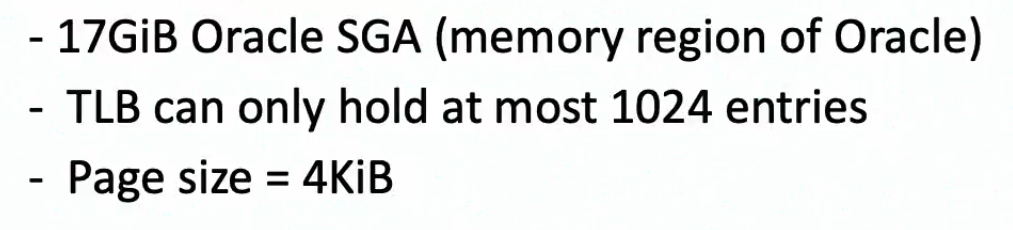 - 17GiB Oracle SGA (memory region of Oracle)
- TLB can only hold at most 1024 entries
- Page size = 4KiB